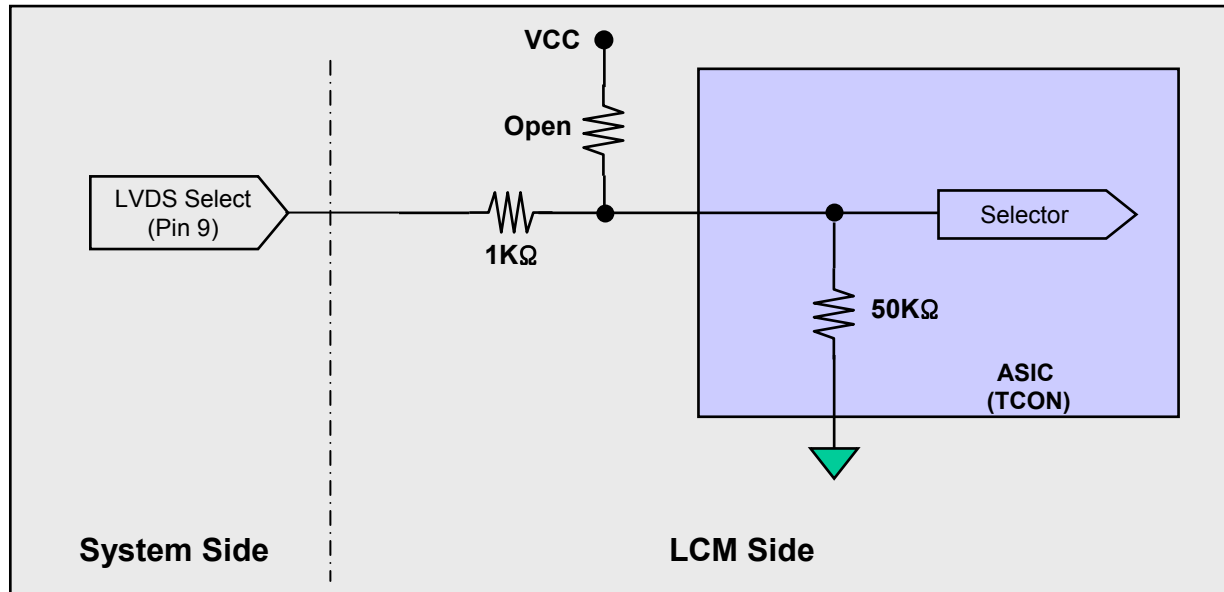 VCC
Open
LVDS Select
(Pin 9)
Selector
1KΩ
50KΩ
ASIC
(TCON)
System Side
LCM Side